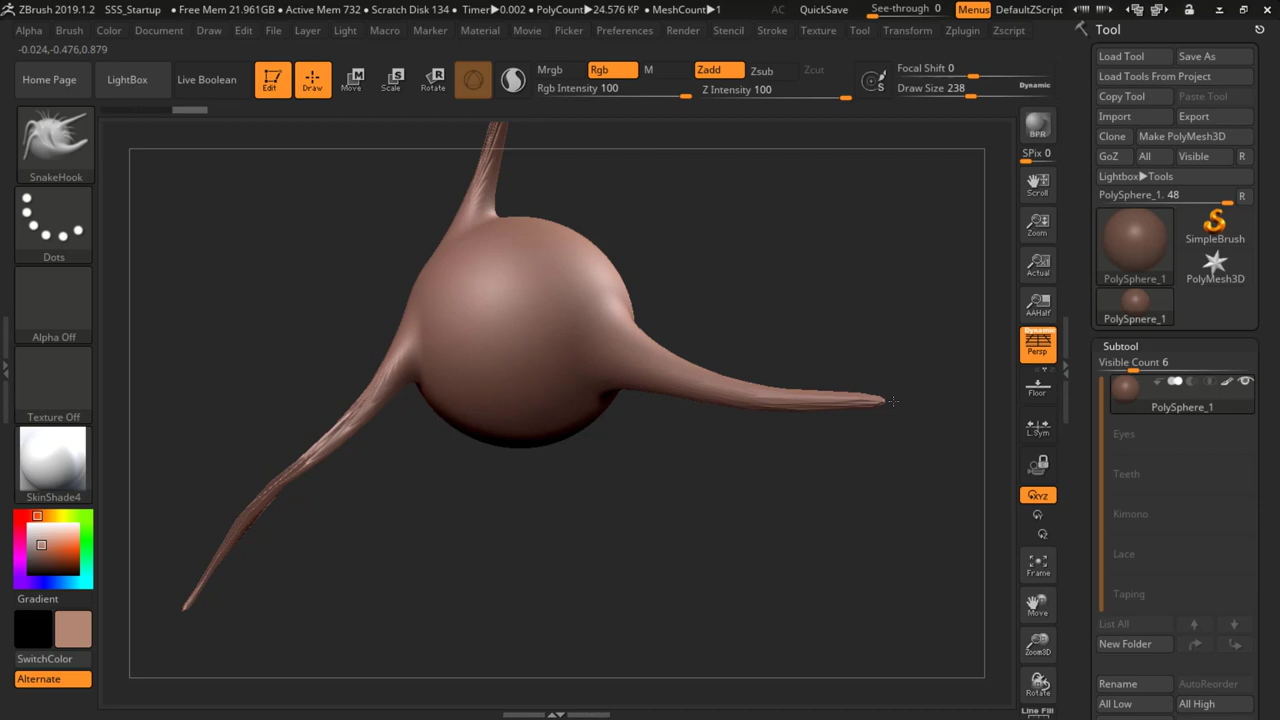 ZBrush 2019.1.2 SSS_Startup ● Free Mem 21.961GB ● Active Mem 732 ● Scratch Disk 134 ● Timer▶0.002 ● PolyCount▶24.576 KP ● MeshCount▶1 AC QuickSave See-through 0 Menus DefaultZScript
Alpha Brush Color Document Draw Edit File Layer Light Macro Marker Material Movie Picker Preferences Render Stencil Stroke Texture Tool Transform Zplugin Zscript
-0.024,-0.476,0.879
Home Page LightBox Live Boolean Edit Draw Move Scale Rotate
Mrgb Rgb M Zadd Zsub Zcut
Rgb Intensity 100 Z Intensity 100
Focal Shift 0
Draw Size 238 Dynamic
SnakeHook
Dots
Alpha Off
Texture Off
SkinShade4
Gradient
SwitchColor
Alternate
BPR
SPix 0
Scroll
Zoom
Actual
AAHalf
Dynamic
Persp
Floor
L.Sym
XYZ
Frame
Move
Zoom3D
Rotate
Line Fill
Tool
Load Tool Save As
Load Tools From Project
Copy Tool Paste Tool
Import Export
Clone Make PolyMesh3D
GoZ All Visible R
Lightbox▶Tools
PolySphere_1. 48 R
PolySphere_1
SimpleBrush
PolyMesh3D
PolySphere_1
Subtool
Visible Count 6
PolySphere_1
Eyes
Teeth
Kimono
Lace
Taping
List All
New Folder
Rename AutoReorder
All Low All High